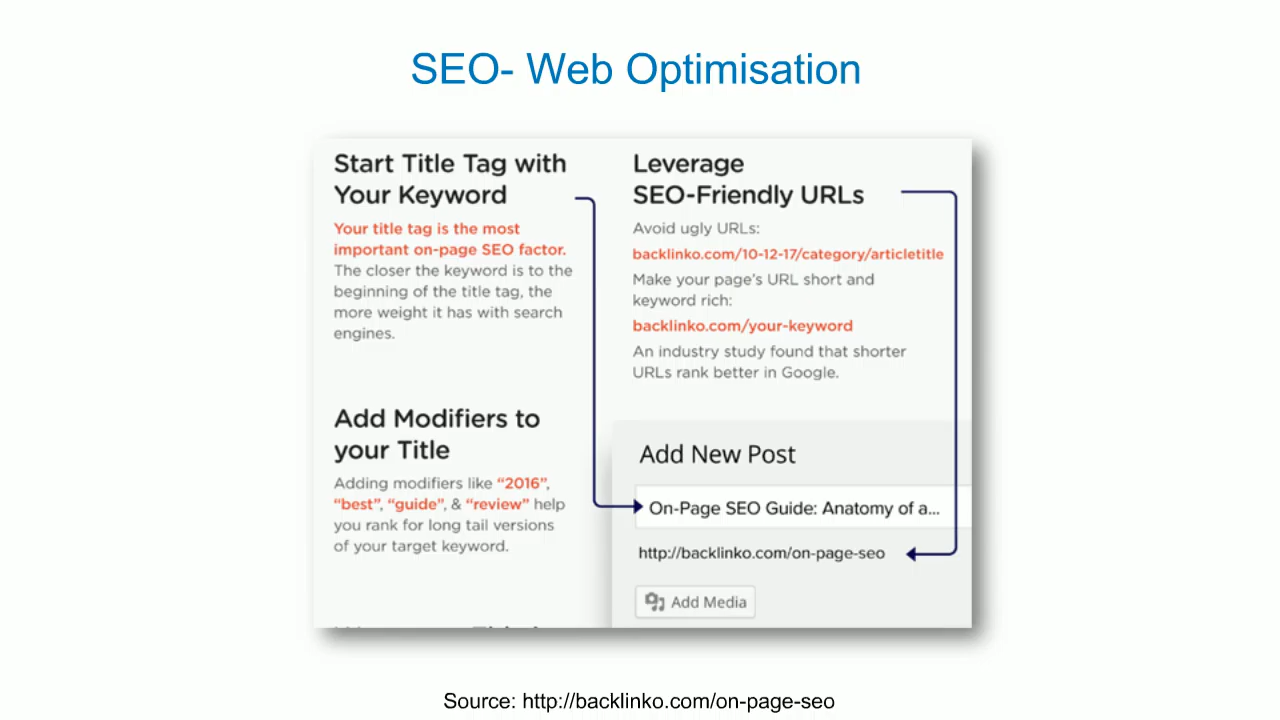 SEO- Web Optimisation
Start Title Tag with
Your Keyword
Your title tag is the most
important on-page SEO factor.
The closer the keyword is to the
beginning of the title tag, the
more weight it has with search
engines.
Add Modifiers to
your Title
Adding modifiers like “2016”,
“best”, “guide”, & “review” help
you rank for long tail versions
of your target keyword.
Leverage
SEO-Friendly URLs
Avoid ugly URLs:
backlinko.com/10-12-17/category/articletitle
Make your page’s URL short and
keyword rich:
backlinko.com/your-keyword
An industry study found that shorter
URLs rank better in Google.
Add New Post
On-Page SEO Guide: Anatomy of a...
http://backlinko.com/on-page-seo
Add Media
Source: http://backlinko.com/on-page-seo